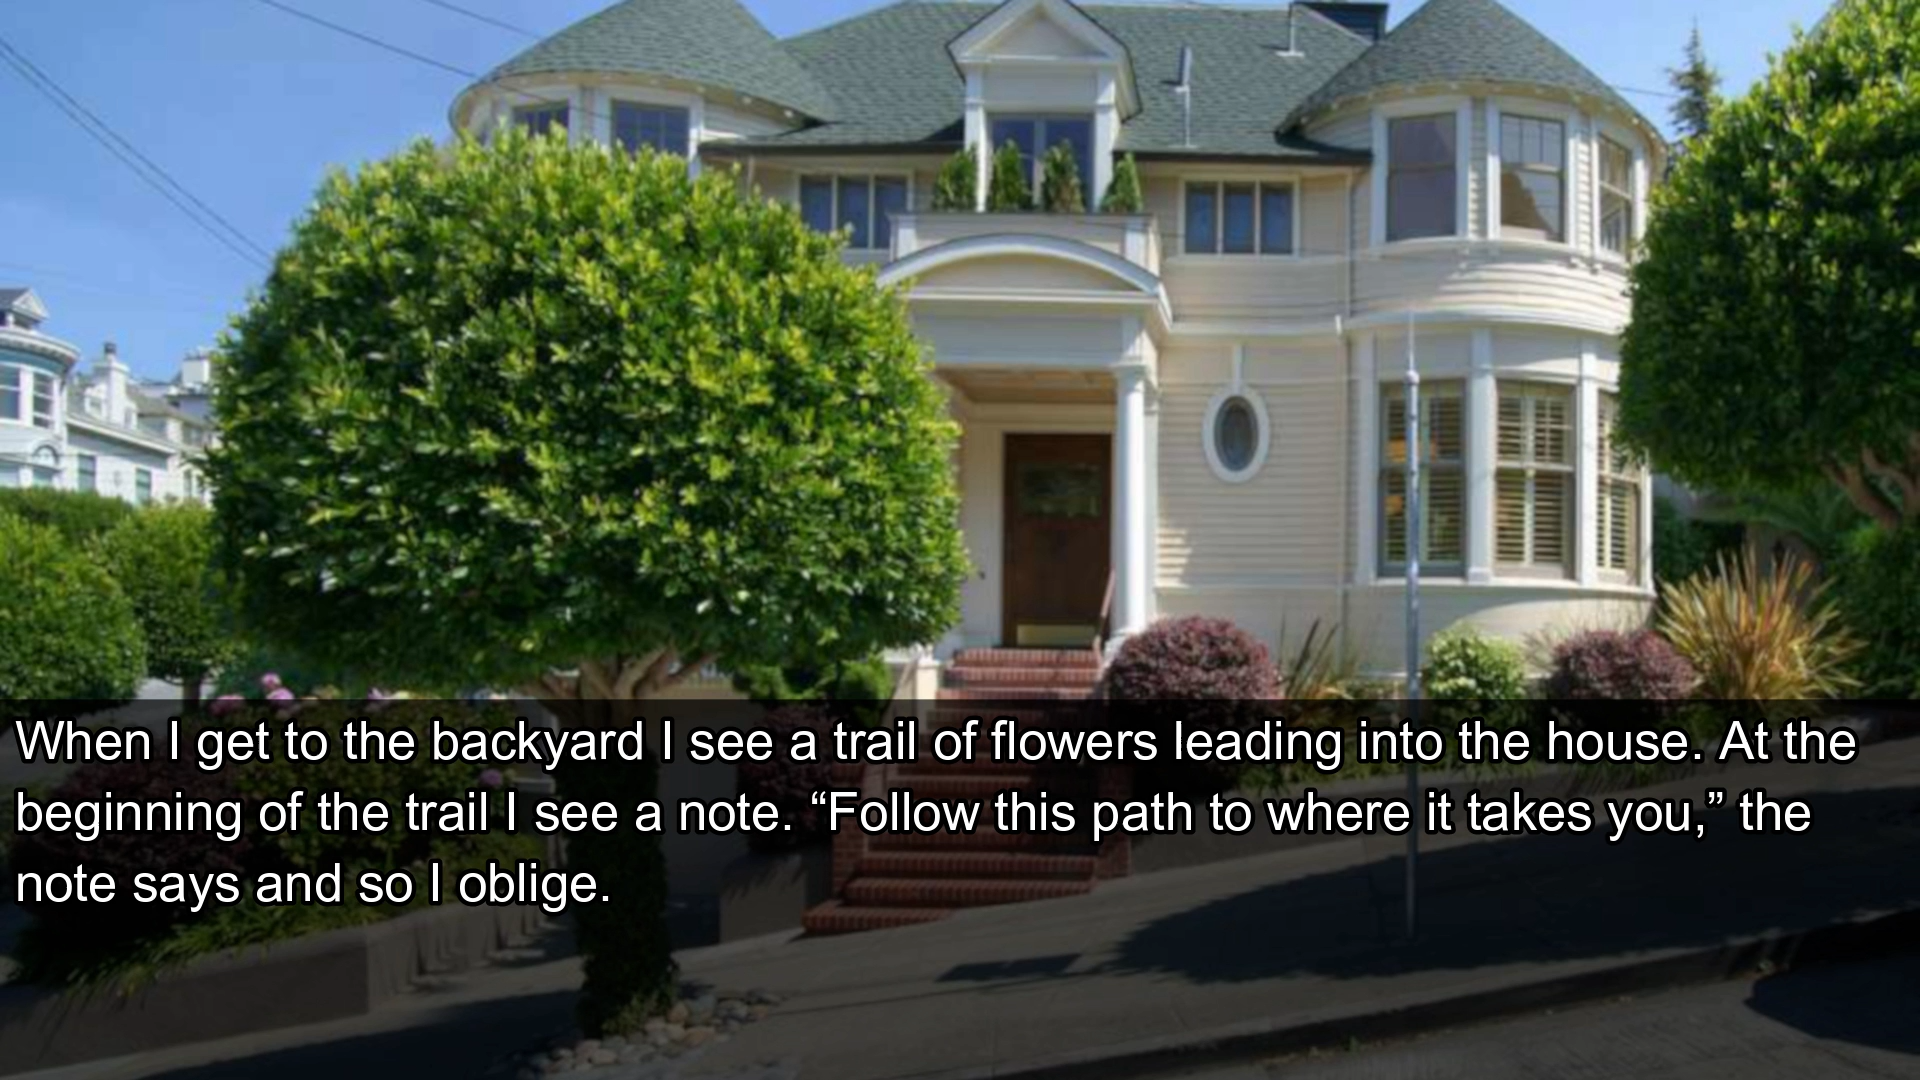 When I get to the backyard I see a trail of flowers leading into the house. At the
beginning of the trail I see a note. “Follow this path to where it takes you,” the
note says and so I oblige.